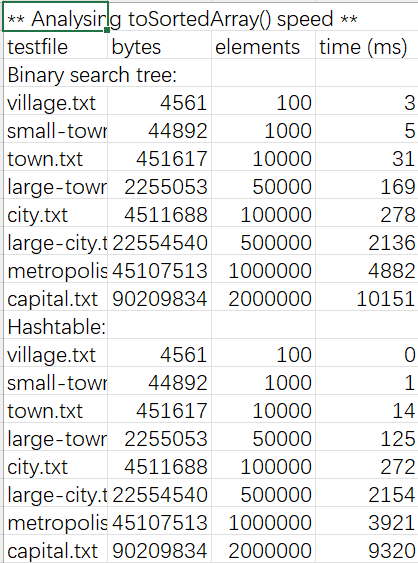 ** Analysing toSortedArray() speed **
testfile bytes elements time (ms)
Binary search tree:
village.txt 4561 100 3
small-town 44892 1000 5
town.txt 451617 10000 31
large-town 2255053 50000 169
city.txt 4511688 100000 278
large-city.t 22554540 500000 2136
metropolis 45107513 1000000 4882
capital.txt 90209834 2000000 10151
Hashtable:
village.txt 4561 100 0
small-town 44892 1000 1
town.txt 451617 10000 14
large-town 2255053 50000 125
city.txt 4511688 100000 272
large-city.t 22554540 500000 2154
metropolis 45107513 1000000 3921
capital.txt 90209834 2000000 9320